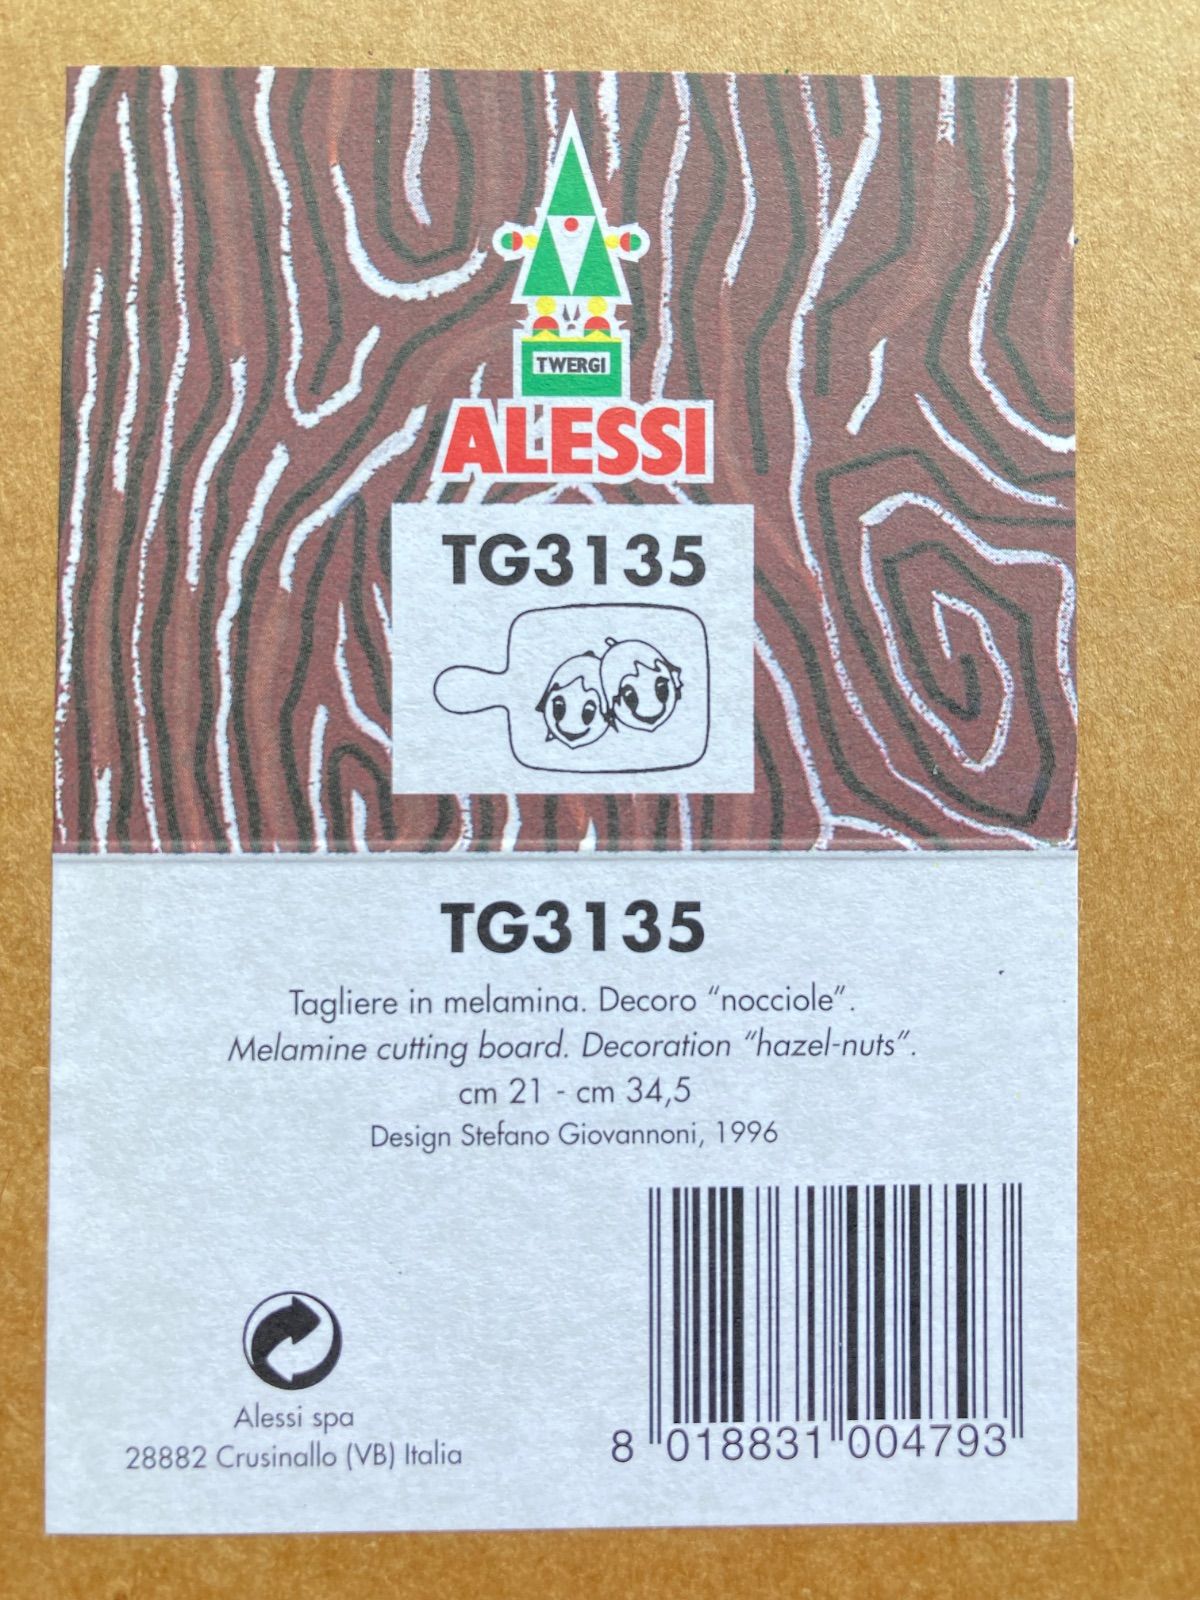 TWERGI
ALESSI
TG3135
TG3135
Tagliere in melamina. Decoro “nocciole”.
Melamine cutting board. Decoration “hazel-nuts”.
cm 21 - cm 34,5
Design Stefano Giovannoni, 1996
Alessi spa
28882 Crusinallo (VB) Italia
8 018831 004793